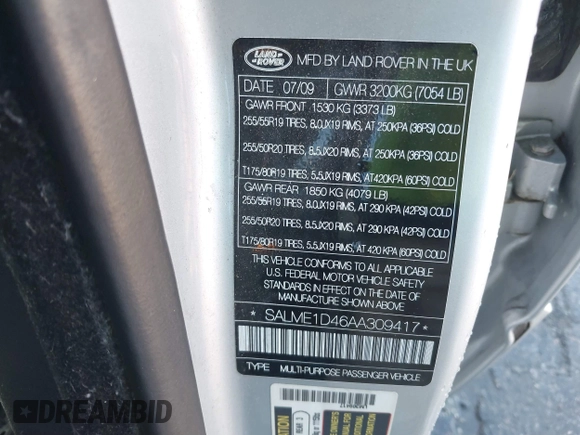 LAND
ROVER
MFD BY LAND ROVER IN THE UK
DATE 07/09 GVWR 3200KG (7054 LB)
GAWR FRONT 1530 KG (3373 LB)
255/55R19 TIRES, 8.0JX19 RIMS, AT 250KPA (36PSI) COLD
255/50R20 TIRES, 8.5JX20 RIMS, AT 250KPA (36PSI) COLD
T175/80R19 TIRES, 5.5JX19 RIMS, AT420KPA (60PSI) COLD
GAWR REAR 1850 KG (4079 LB)
255/55R19 TIRES, 8.0JX19 RIMS, AT 290 KPA (42PSI) COLD
255/50R20 TIRES, 8.5JX20 RIMS, AT 290 KPA (42PSI) COLD
T175/80R19 TIRES, 5.5JX19 RIMS, AT 420 KPA (60PSI) COLD
THIS VEHICLE CONFORMS TO ALL APPLICABLE
U.S. FEDERAL MOTOR VEHICLE SAFETY
STANDARDS IN EFFECT ON THE DATE OF
MANUFACTURE SHOWN ABOVE
* SALME1D46AA309417 *
TYPE MULTI-PURPOSE PASSENGER VEHICLE
DREAMBID